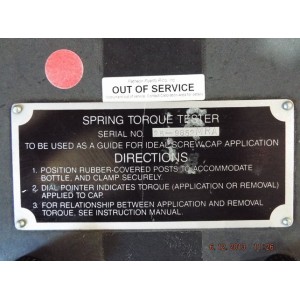 OUT OF SERVICE
SPRING TORQUE TESTER
SERIAL NO.
TO BE USED AS A GUIDE FOR IDEAL SCREW CAP APPLICATION
DIRECTIONS
1. POSITION RUBBER-COVERED POSTS TO ACCOMMODATE
BOTTLE, AND CLAMP SECURELY.
2. DIAL POINTER INDICATES TORQUE (APPLICATION OR REMOVAL)
APPLIED TO CAP.
3. FOR RELATIONSHIP BETWEEN APPLICATION AND REMOVAL
TORQUE, SEE INSTRUCTION MANUAL.